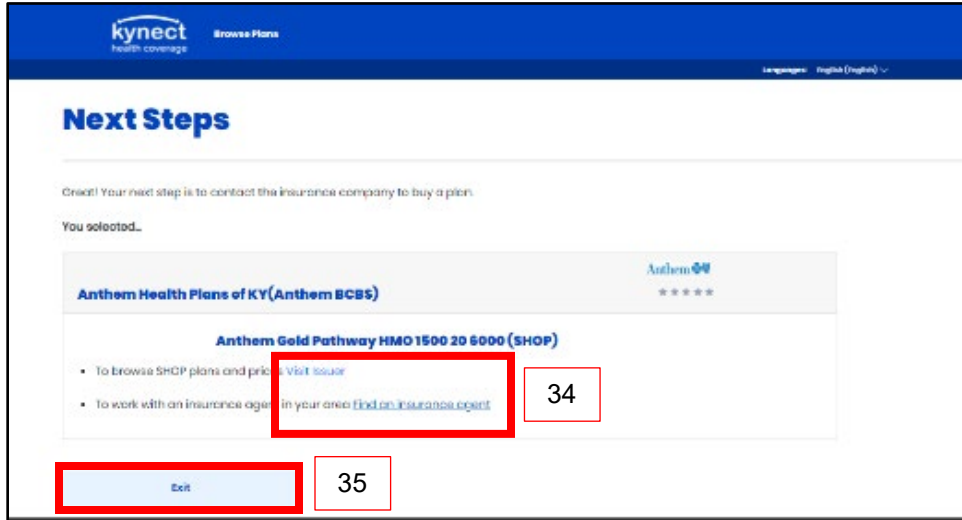 kynect
health coverage
Browse Plans
Languages: English (English)
Next Steps
Great! Your next step is to contact the insurance company to buy a plan.
You selected...
Anthem
Anthem Health Plans of KY(Anthem BCBS)
Anthem Gold Pathway HMO 1500 20 6000 (SHOP)
To browse SHOP plans and prices Visit Issuer
To work with an insurance agent in your area find an insurance agent
34
Exit
35